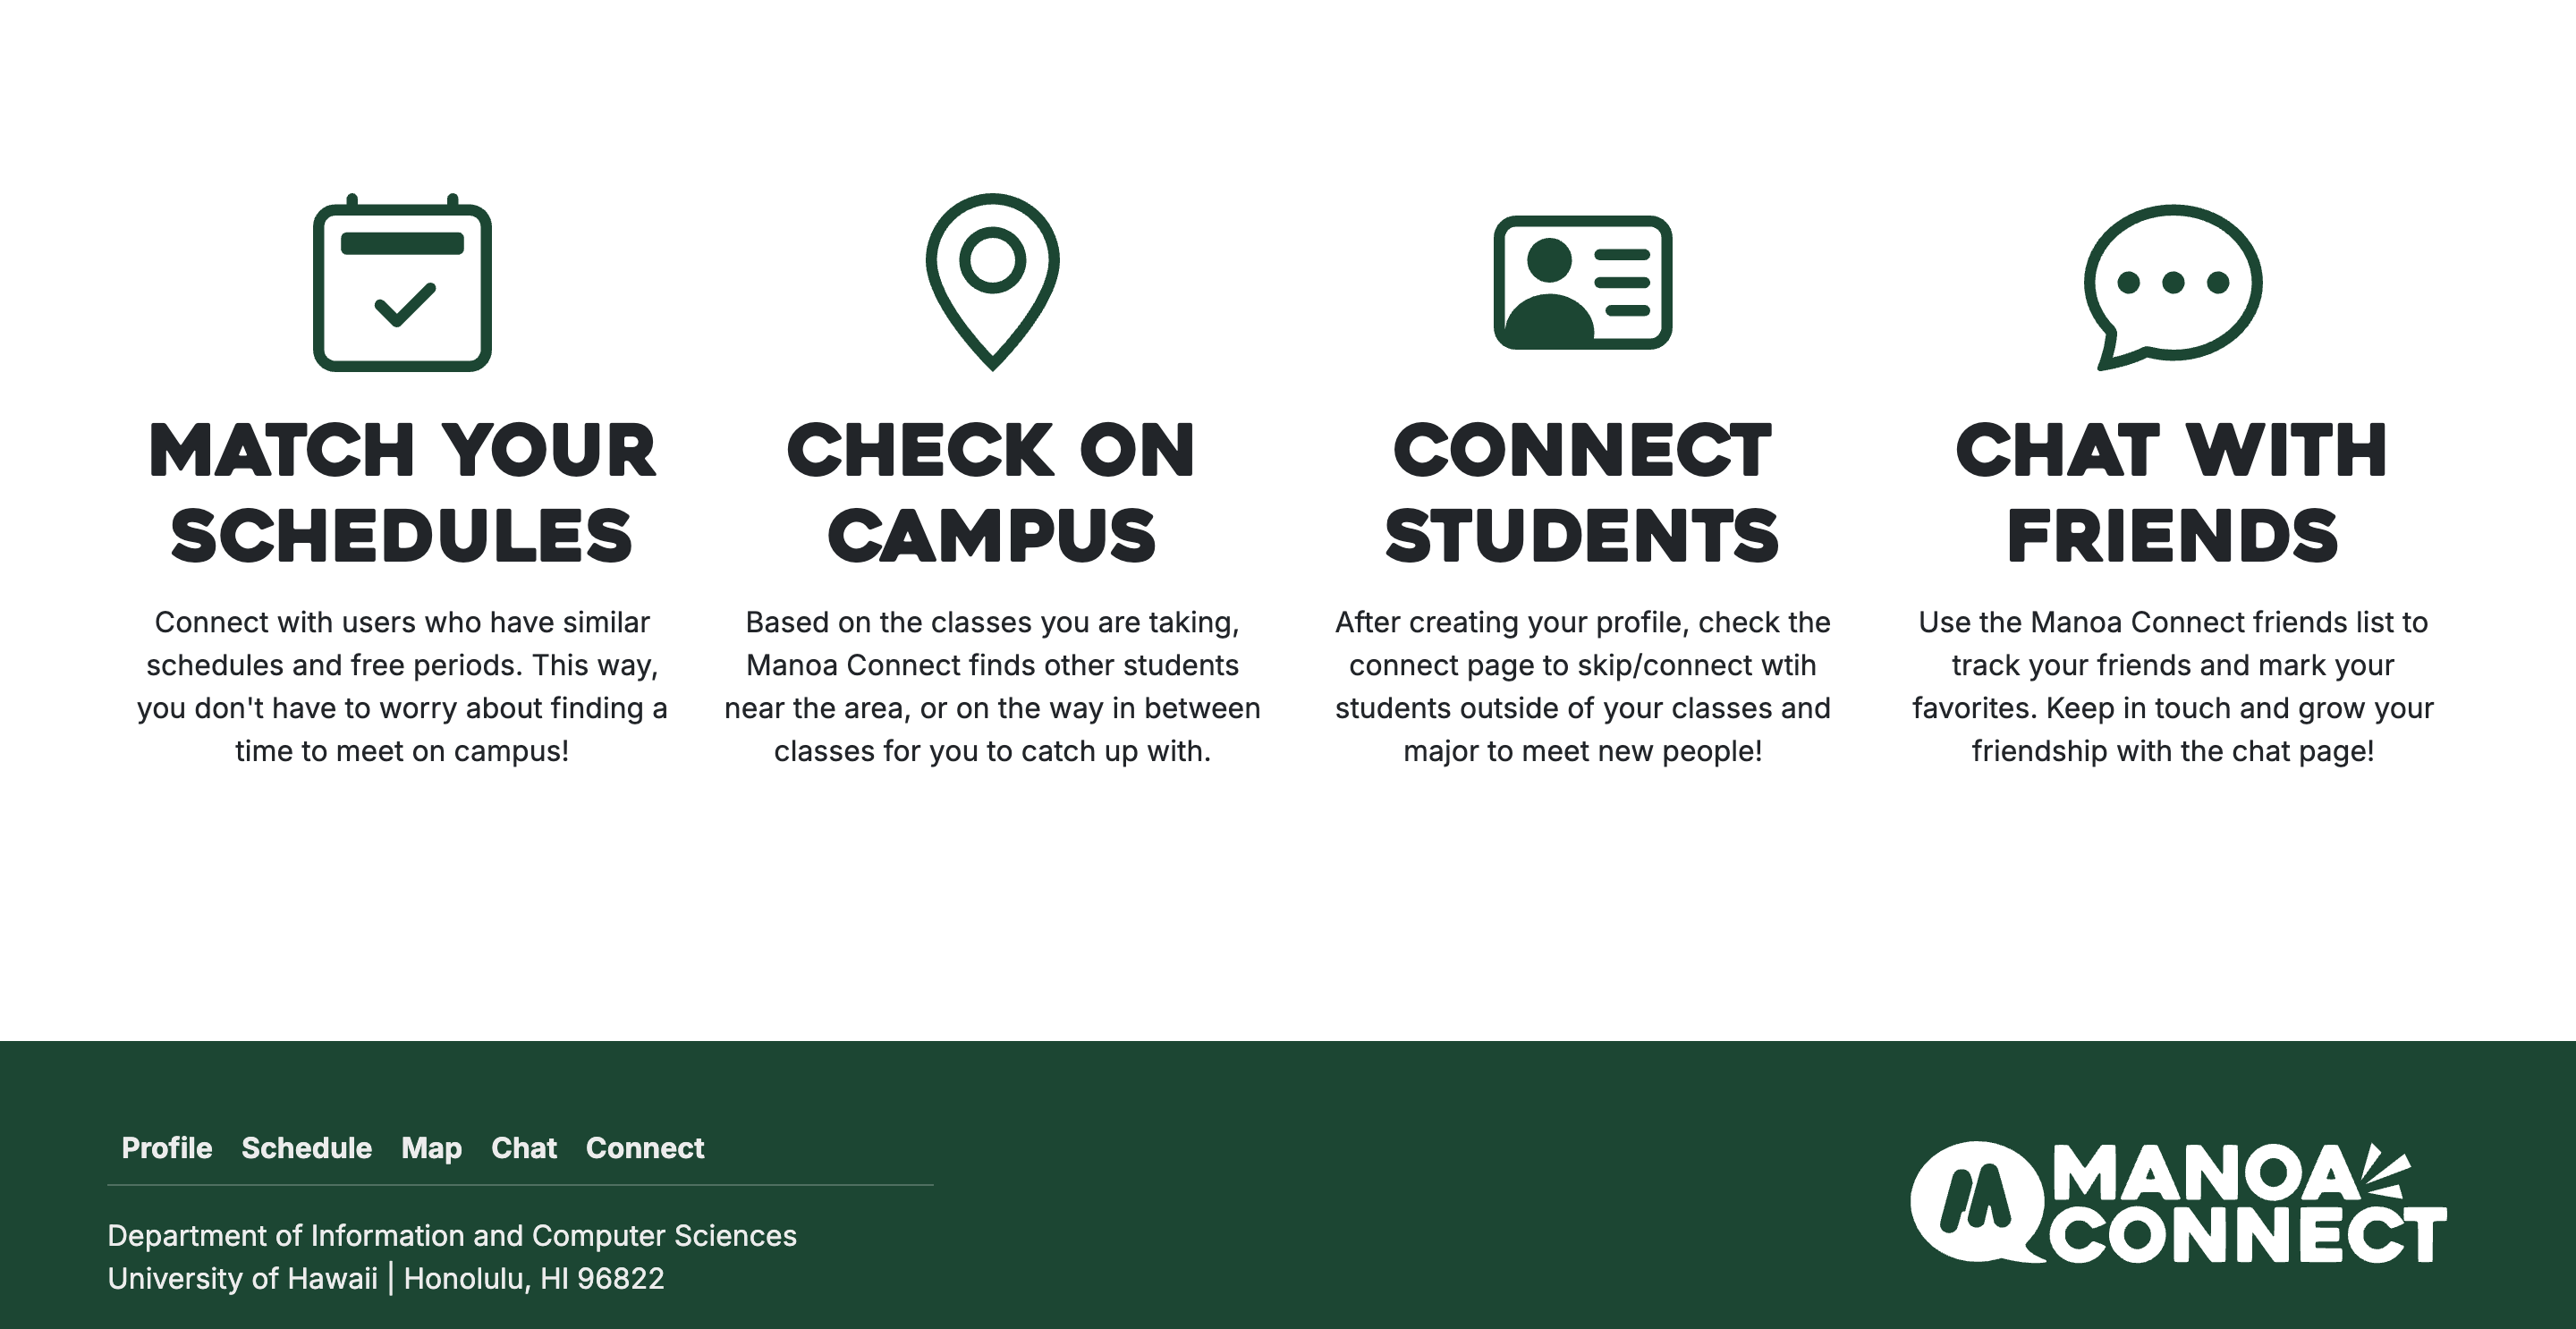 MATCH YOUR
SCHEDULES
Connect with users who have similar
schedules and free periods. This way,
you don't have to worry about finding a
time to meet on campus!
CHECK ON
CAMPUS
Based on the classes you are taking,
Manoa Connect finds other students
near the area, or on the way in between
classes for you to catch up with.
CONNECT
STUDENTS
After creating your profile, check the
connect page to skip/connect wtih
students outside of your classes and
major to meet new people!
CHAT WITH
FRIENDS
Use the Manoa Connect friends list to
track your friends and mark your
favorites. Keep in touch and grow your
friendship with the chat page!
Profile Schedule Map Chat Connect
Department of Information and Computer Sciences
University of Hawaii | Honolulu, HI 96822
M
MANOA
CONNECT